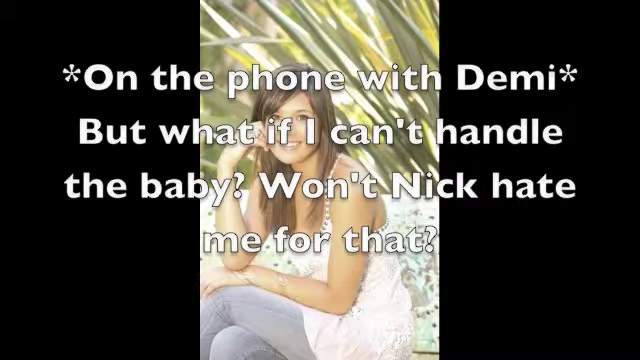 *On the phone with Demi*
But what if I can't handle
the baby? Won't Nick hate
me for that?